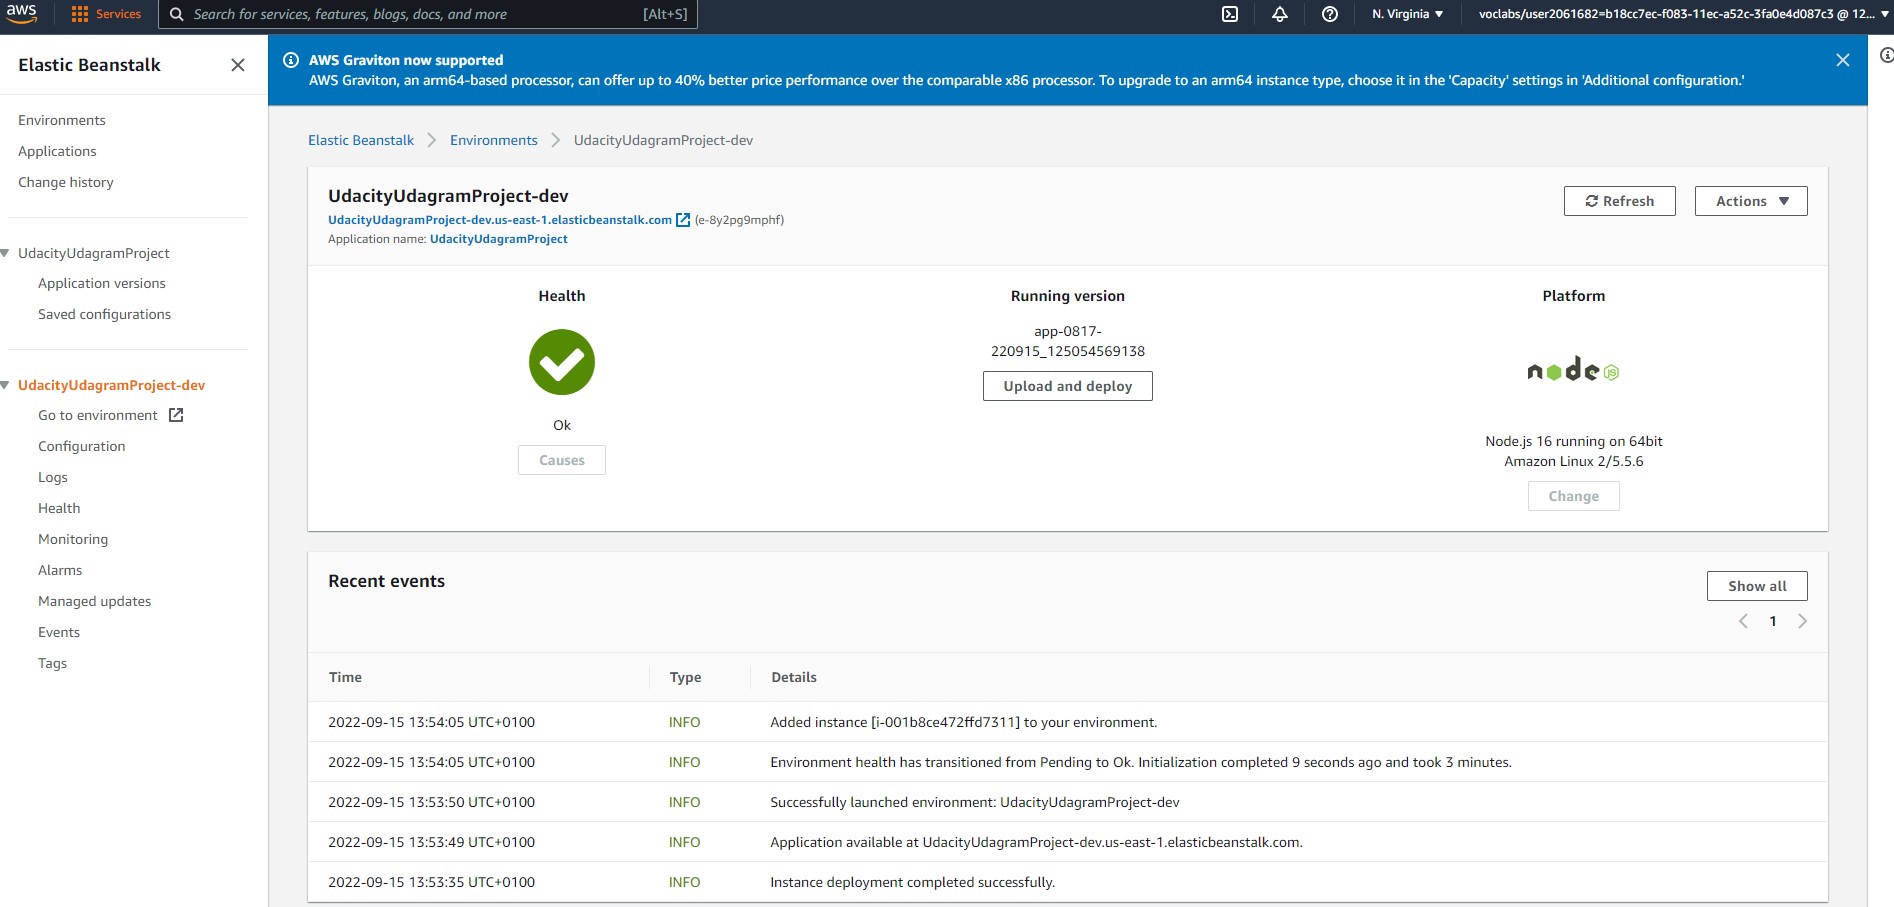 aws
Services
Search for services, features, blogs, docs, and more
[Alt+S]
N. Virginia
voclabs/user2061682=b18cc7ec-f083-11ec-a52c-3fa0e4d087c3 @ 12...
Elastic Beanstalk
Environments
Applications
Change history
UdacityUdagramProject
Application versions
Saved configurations
UdacityUdagramProject-dev
Go to environment
Configuration
Logs
Health
Monitoring
Alarms
Managed updates
Events
Tags
AWS Graviton now supported
AWS Graviton, an arm64-based processor, can offer up to 40% better price performance over the comparable x86 processor. To upgrade to an arm64 instance type, choose it in the 'Capacity' settings in 'Additional configuration.'
Elastic Beanstalk > Environments > UdacityUdagramProject-dev
UdacityUdagramProject-dev
UdacityUdagramProject-dev.us-east-1.elasticbeanstalk.com (e-8y2pg9mphf)
Application name: UdacityUdagramProject
Refresh
Actions
Health
Ok
Causes
Running version
app-0817-
220915_125054569138
Upload and deploy
Platform
node JS
Node.js 16 running on 64bit
Amazon Linux 2/5.5.6
Change
Recent events
Show all
1
Time Type Details
2022-09-15 13:54:05 UTC+0100 INFO Added instance [i-001b8ce472ffd7311] to your environment.
2022-09-15 13:54:05 UTC+0100 INFO Environment health has transitioned from Pending to Ok. Initialization completed 9 seconds ago and took 3 minutes.
2022-09-15 13:53:50 UTC+0100 INFO Successfully launched environment: UdacityUdagramProject-dev
2022-09-15 13:53:49 UTC+0100 INFO Application available at UdacityUdagramProject-dev.us-east-1.elasticbeanstalk.com.
2022-09-15 13:53:35 UTC+0100 INFO Instance deployment completed successfully.